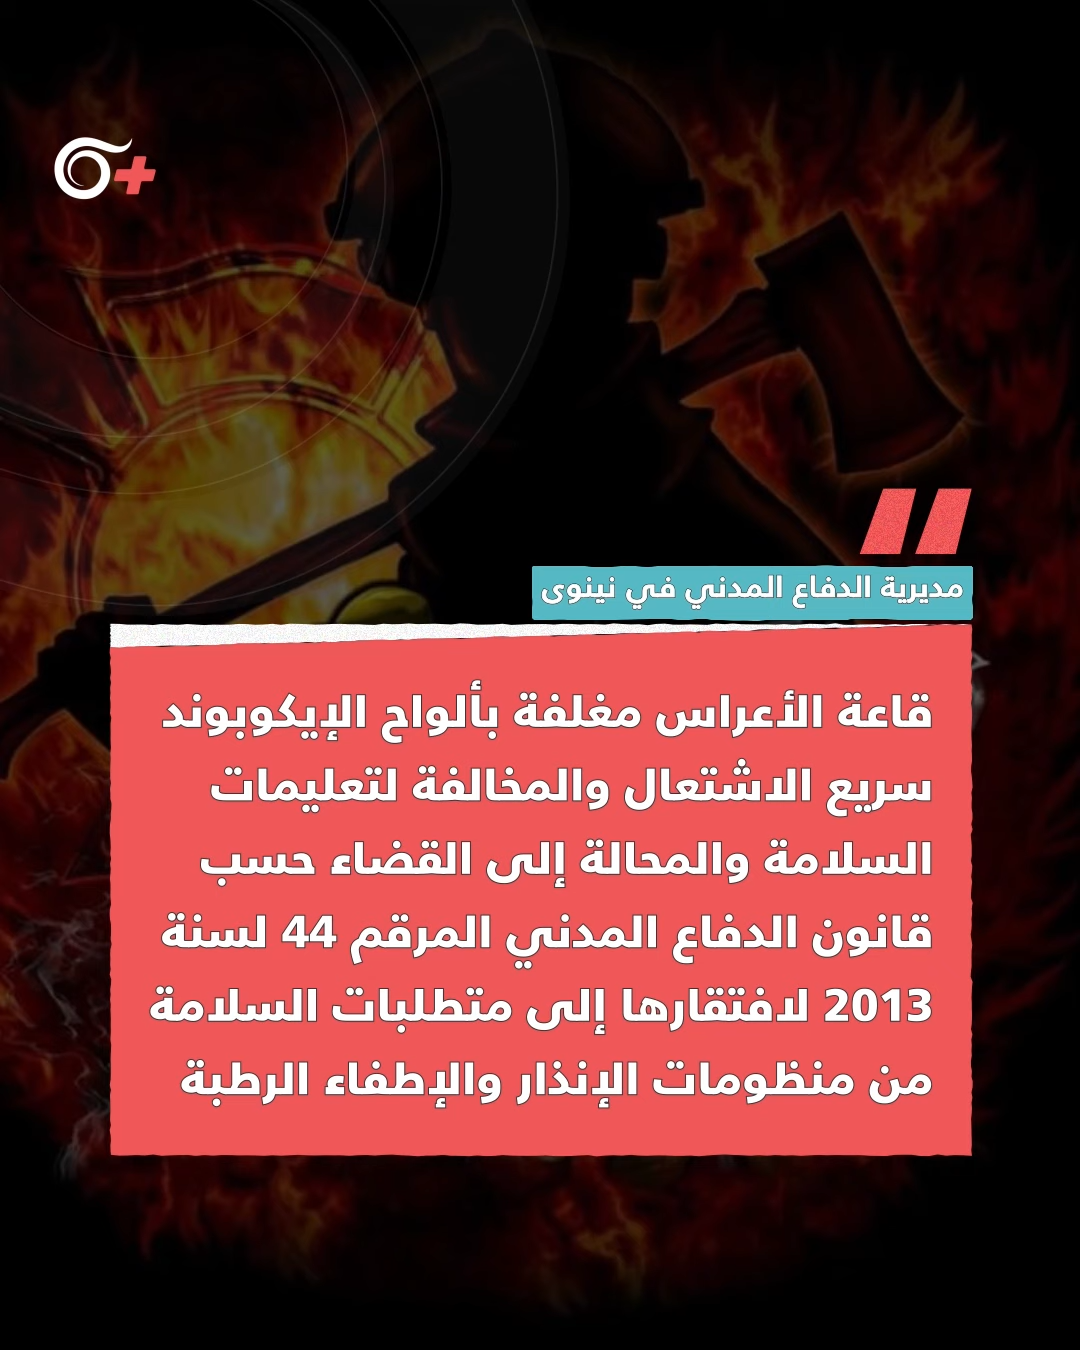 مديرية الدفاع المدني في نينوى
قاعة الأعراس مغلفة بألواح الإيكوبوند
سريع الاشتعال والمخالفة لتعليمات
السلامة والمحالة إلى القضاء حسب
قانون الدفاع المدني المرقم 44 لسنة
2013 لافتقارها إلى متطلبات السلامة
من منظومات الإنذار والإطفاء الرطبة